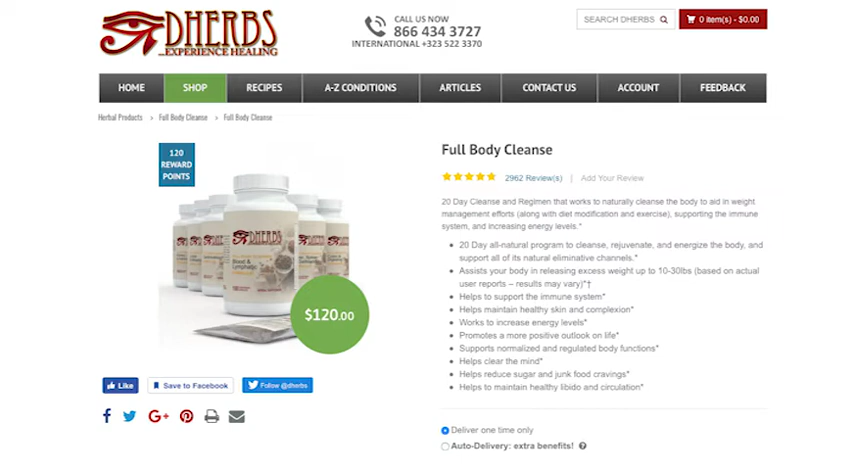 DHERBS
...EXPERIENCE HEALING
CALL US NOW
866 434 3727
INTERNATIONAL +323 522 3370
SEARCH DHERBS
0 item(s) - $0.00
HOME
SHOP
RECIPES
A-Z CONDITIONS
ARTICLES
CONTACT US
ACCOUNT
FEEDBACK
Herbal Products > Full Body Cleanse > Full Body Cleanse
120
REWARD
POINTS
DHERBS
Blood &
Lymphatic
$120.00
Like
Save to Facebook
Follow @dherbs
Full Body Cleanse
2962 Review(s) | Add Your Review
20 Day Cleanse and Regimen that works to naturally cleanse the body to aid in weight
management efforts (along with diet modification and exercise), supporting the immune
system, and increasing energy levels.*
• 20 Day all-natural program to cleanse, rejuvenate, and energize the body, and
support all of its natural eliminative channels.*
• Assists your body in releasing excess weight up to 10-30lbs (based on actual
user reports – results may vary)*†
• Helps to support the immune system*
• Helps maintain healthy skin and complexion*
• Works to increase energy levels*
• Promotes a more positive outlook on life*
• Supports normalized and regulated body functions*
• Helps clear the mind*
• Helps reduce sugar and junk food cravings*
• Helps to maintain healthy libido and circulation*
Deliver one time only
Auto-Delivery: extra benefits!